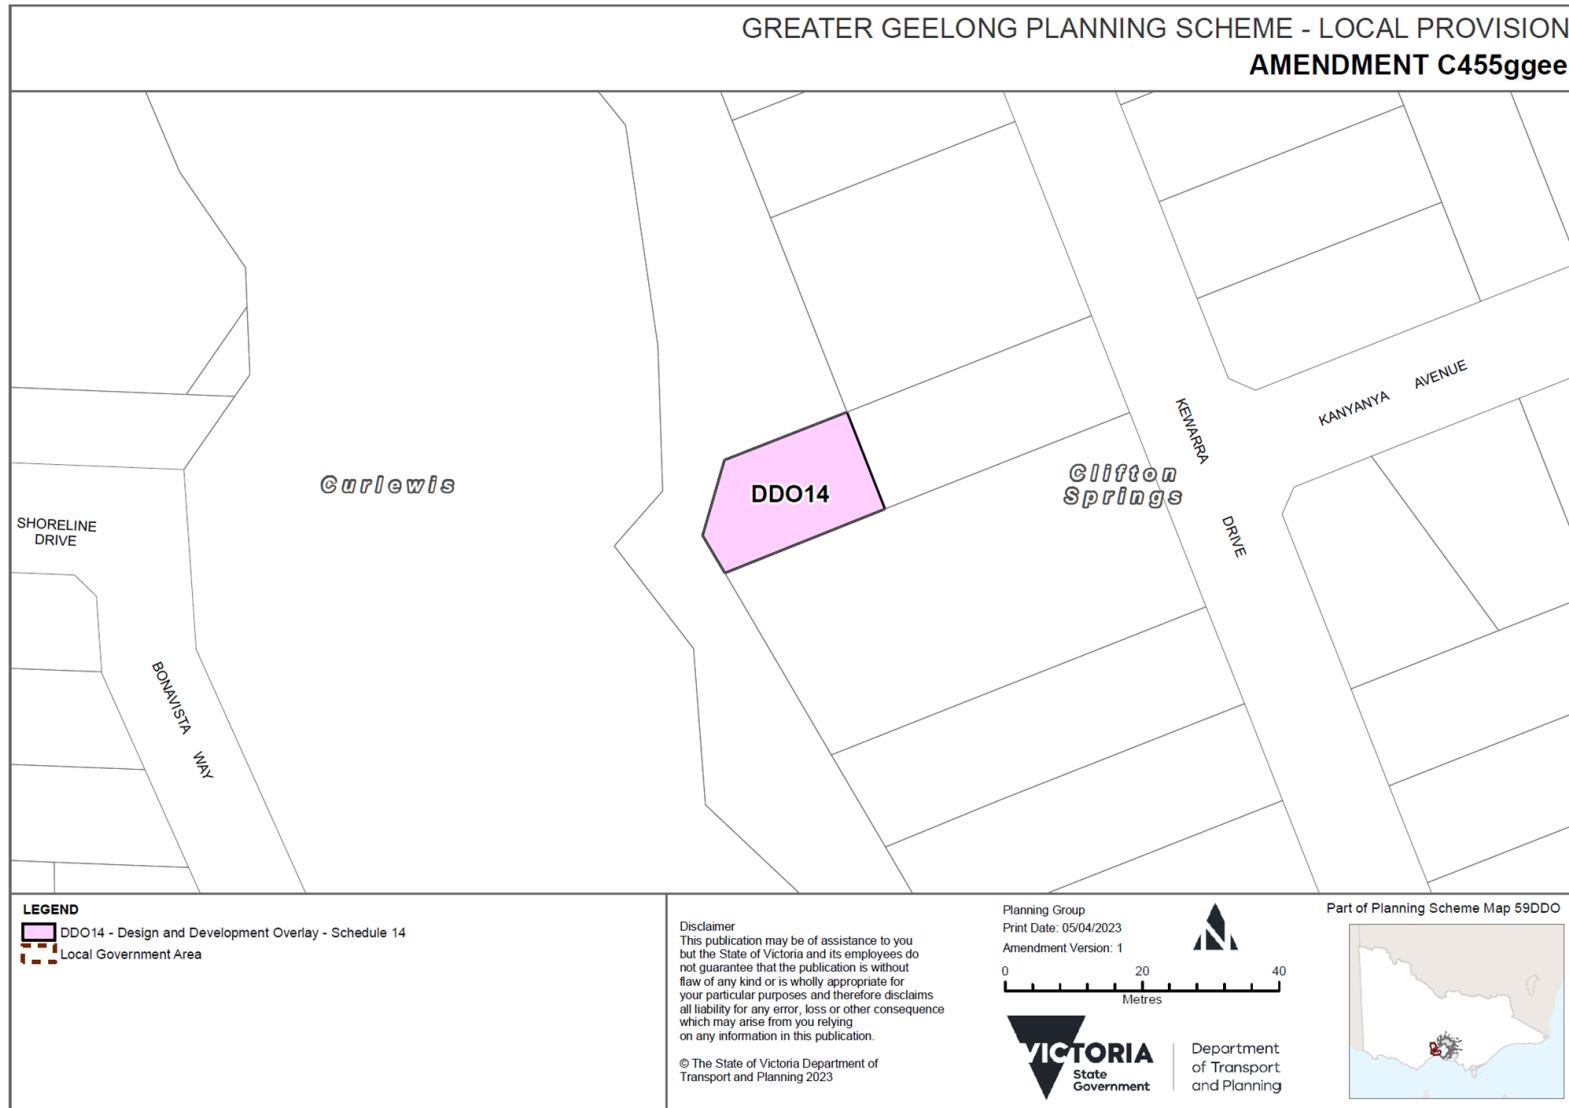 GREATER GEELONG PLANNING SCHEME - LOCAL PROVISION
AMENDMENT C455ggee
KEWARRA
DRIVE
KANYANYA AVENUE
Curlewis
DDO14
Clifton
Springs
SHORELINE
DRIVE
BONAVISTA
WAY
LEGEND
DDO14 - Design and Development Overlay - Schedule 14
Local Government Area
Disclaimer
This publication may be of assistance to you
but the State of Victoria and its employees do
not guarantee that the publication is without
flaw of any kind or is wholly appropriate for
your particular purposes and therefore disclaims
all liability for any error, loss or other consequence
which may arise from you relying
on any information in this publication.
© The State of Victoria Department of
Transport and Planning 2023
Planning Group
Print Date: 05/04/2023
Amendment Version: 1
N
0 20 40
Metres
VICTORIA
State
Government
Department
of Transport
and Planning
Part of Planning Scheme Map 59DDO